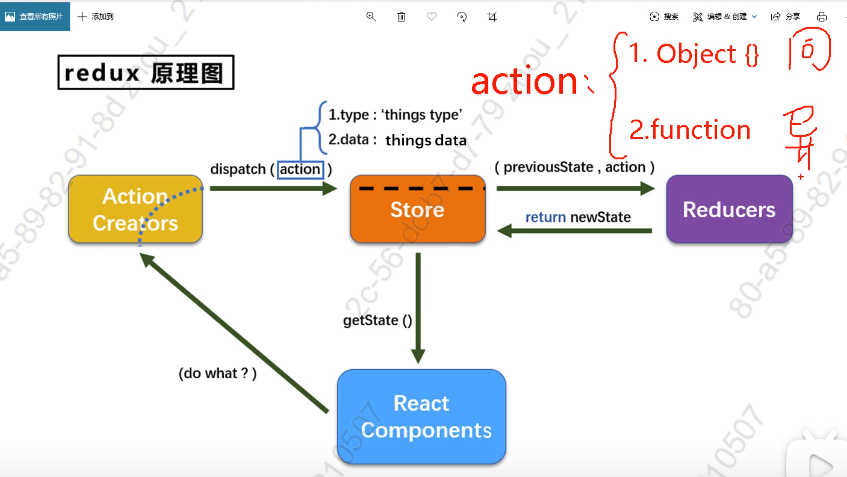 查看所有照片 添加到 搜索 编辑 & 创建 分享
redux 原理图
action、
1. Object {} 同
2.function 异
1.type : ‘things type’
2.data : things data
dispatch ( action )
( previousState , action )
Action
Creators
Store
return newState
Reducers
getState ()
(do what ? )
React
Components